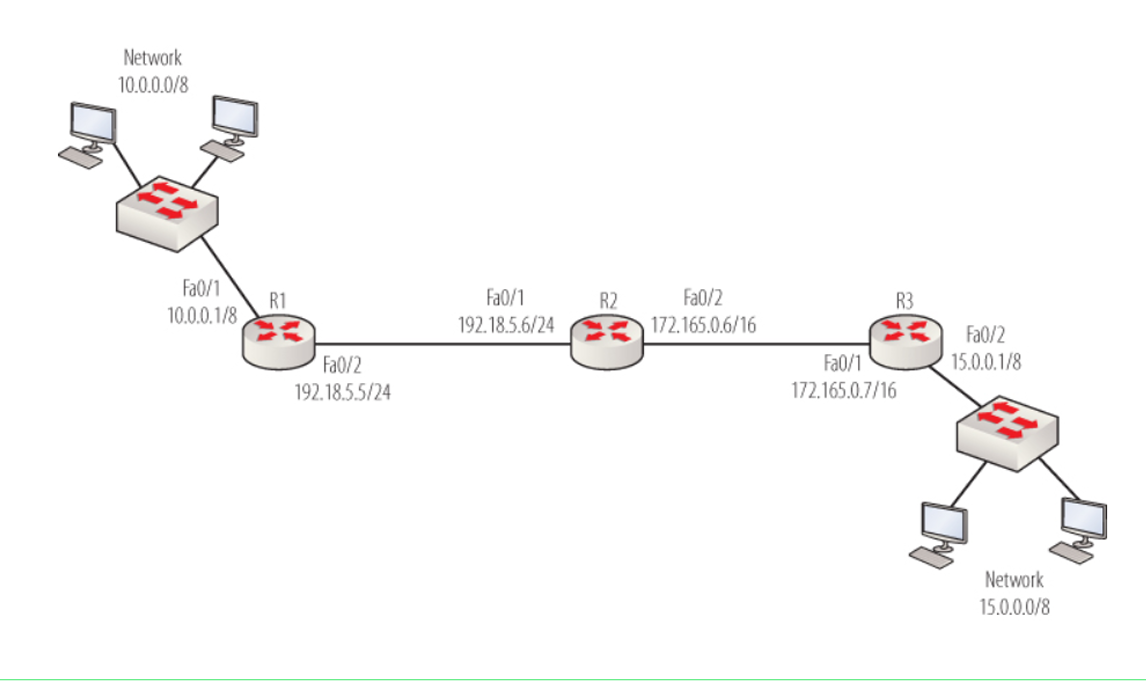 Network
10.0.0.0/8
Fa0/1
10.0.0.1/8
R1
Fa0/2
192.18.5.5/24
Fa0/1
192.18.5.6/24
R2
Fa0/2
172.165.0.6/16
R3
Fa0/1
172.165.0.7/16
Fa0/2
15.0.0.1/8
Network
15.0.0.0/8